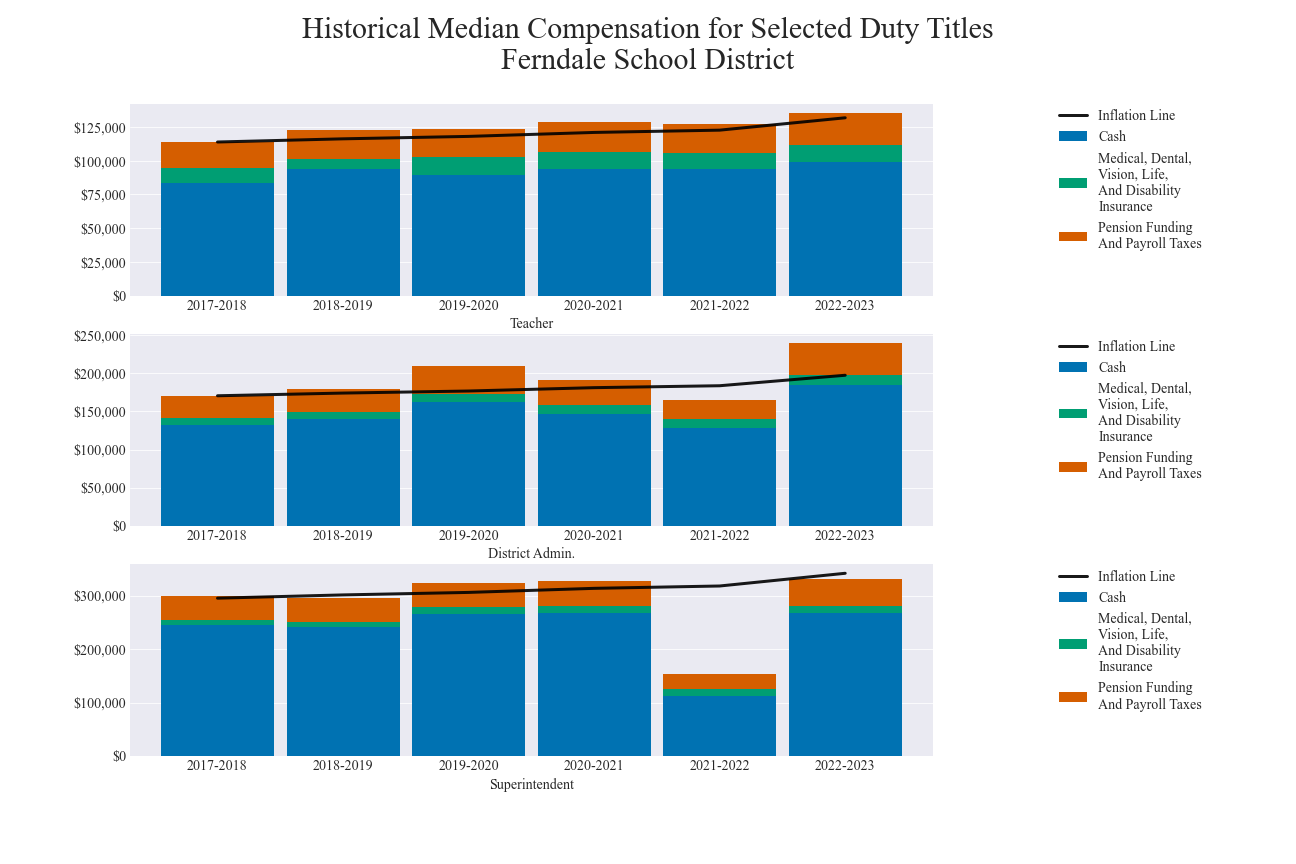 Historical Median Compensation for Selected Duty Titles
Ferndale School District
$125,000
$100,000
$75,000
$50,000
$25,000
$0
2017-2018 2018-2019 2019-2020 2020-2021 2021-2022 2022-2023
Teacher
Inflation Line
Cash
Medical, Dental,
Vision, Life,
And Disability
Insurance
Pension Funding
And Payroll Taxes
$250,000
$200,000
$150,000
$100,000
$50,000
$0
2017-2018 2018-2019 2019-2020 2020-2021 2021-2022 2022-2023
District Admin.
Inflation Line
Cash
Medical, Dental,
Vision, Life,
And Disability
Insurance
Pension Funding
And Payroll Taxes
$300,000
$200,000
$100,000
$0
2017-2018 2018-2019 2019-2020 2020-2021 2021-2022 2022-2023
Superintendent
Inflation Line
Cash
Medical, Dental,
Vision, Life,
And Disability
Insurance
Pension Funding
And Payroll Taxes